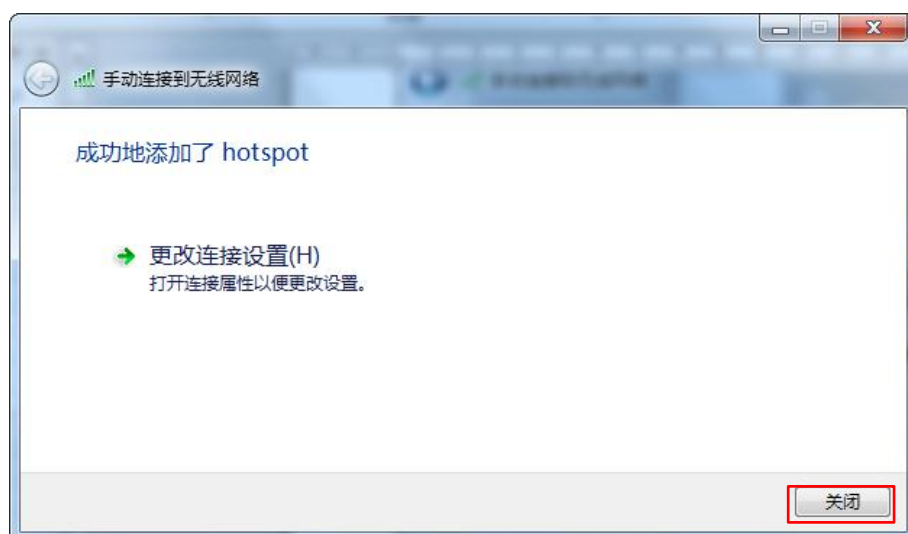 手动连接到无线网络
成功地添加了 hotspot
更改连接设置(H)
打开连接属性以便更改设置。
关闭